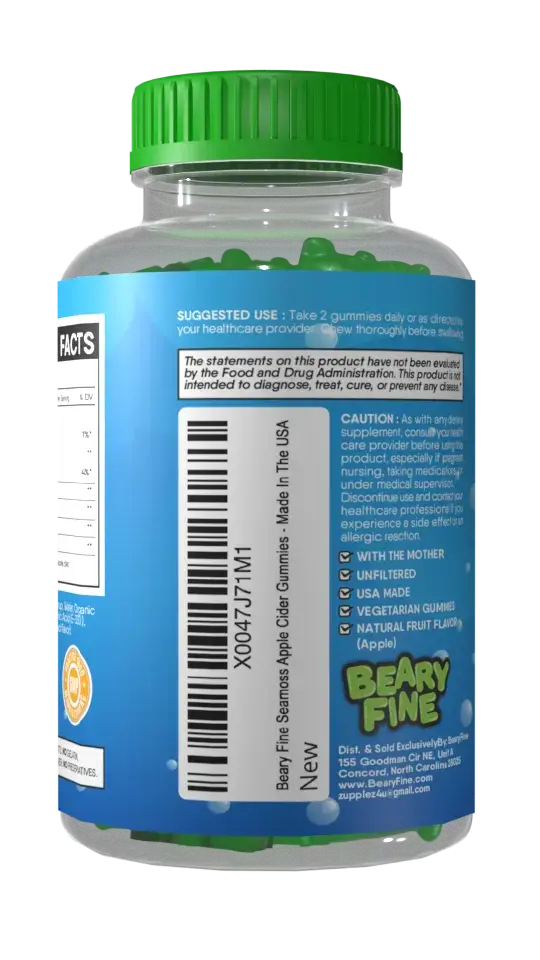 SUGGESTED USE : Take 2 gummies daily or as directed
your healthcare provider. Chew thoroughly before swallowing
The statements on this product have not been evaluated
by the Food and Drug Administration. This product is not
intended to diagnose, treat, cure, or prevent any disease.*
FACTS
% DV
1%*
**
4%*
**
**
**
**
Organic
X0047J71M1
Beary Fine Seamoss Apple Cider Gummies - Made In The USA
New
CAUTION : As with any dietary
supplement, consult your health
care provider before using this
product, especially if pregnant
nursing, taking medications
under medical supervision.
Discontinue use and contact your
healthcare professional if you
experience a side effect or an
allergic reaction.
WITH THE MOTHER
UNFILTERED
USA MADE
VEGETARIAN GUMMIES
NATURAL FRUIT FLAVOR
(Apple)
BEARY
FINE
Dist. & Sold Exclusively By: BearyFine
155 Goodman Cir NE, Unit A
Concord, North Carolina 28025
www.BearyFine.com
zupplez4u@gmail.com